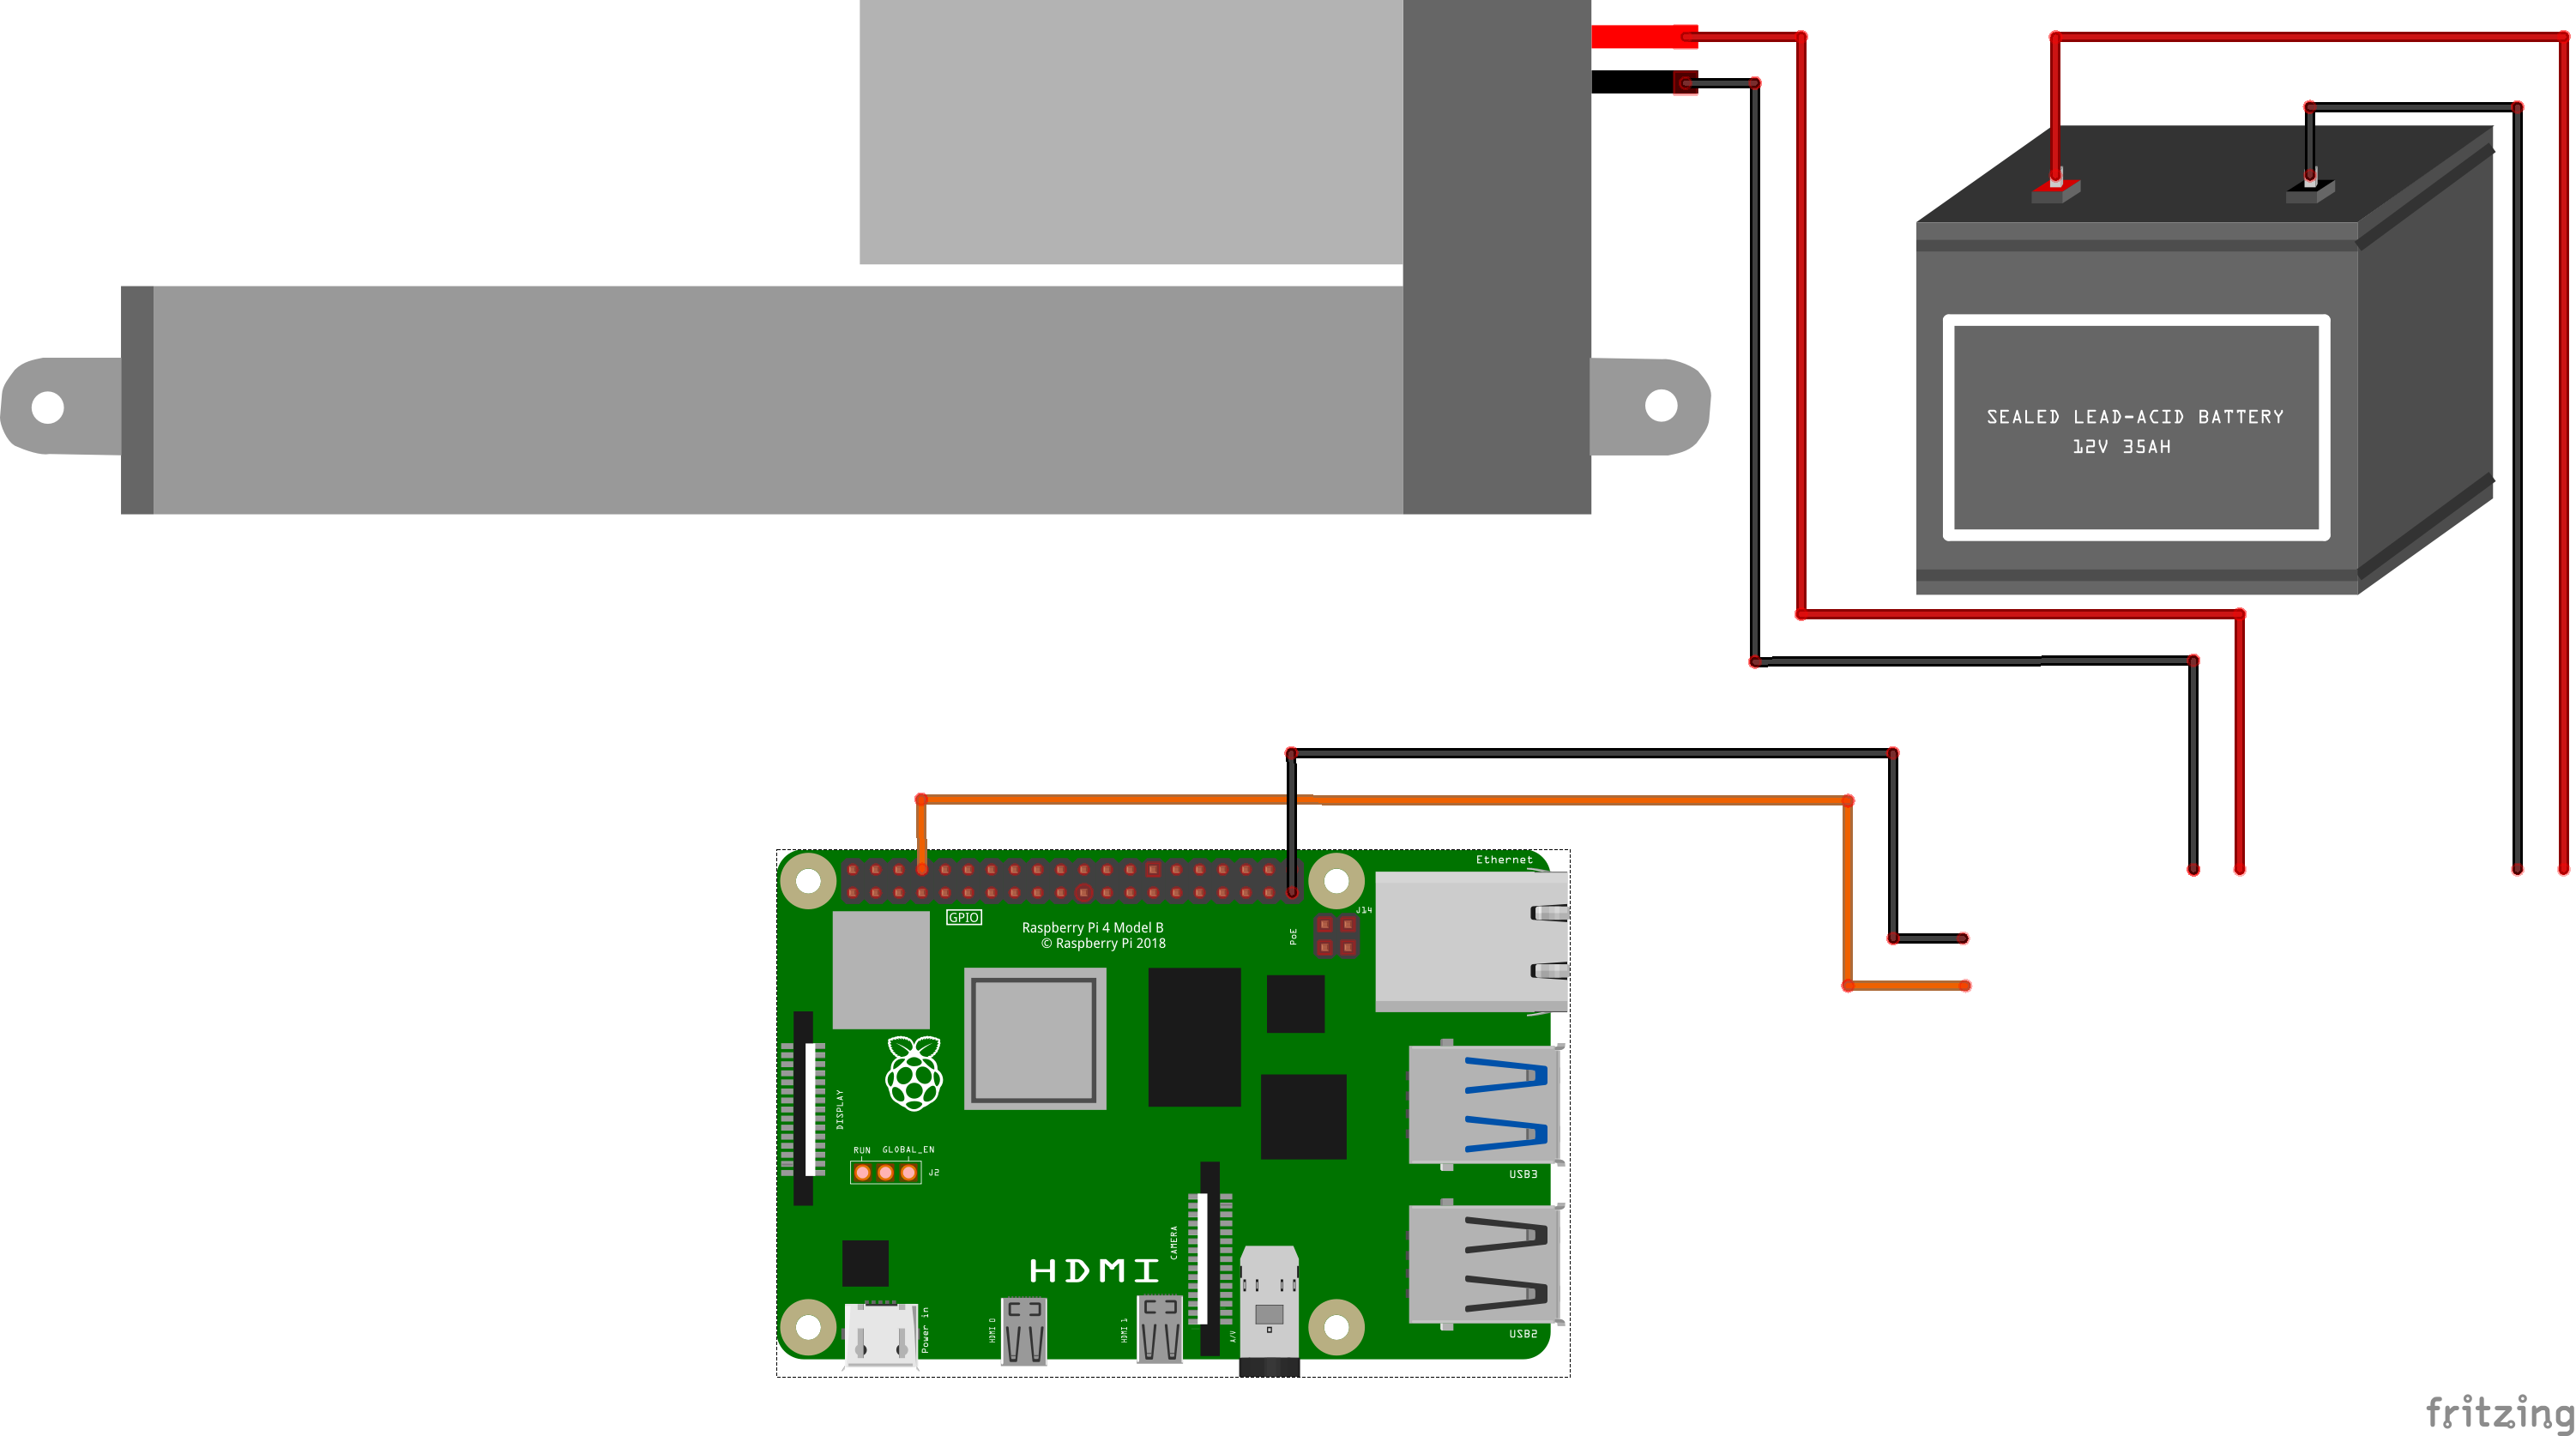 SEALED LEAD-ACID BATTERY
12V 35AH
Ethernet
J14
GPIO
Raspberry Pi 4 Model B
© Raspberry Pi 2018
PoE
DISPLAY
RUN GLOBAL_EN
J2
USB3
CAMERA
HDMI
Power in
HDMI 0
HDMI 1
A/V
USB2
fritzing